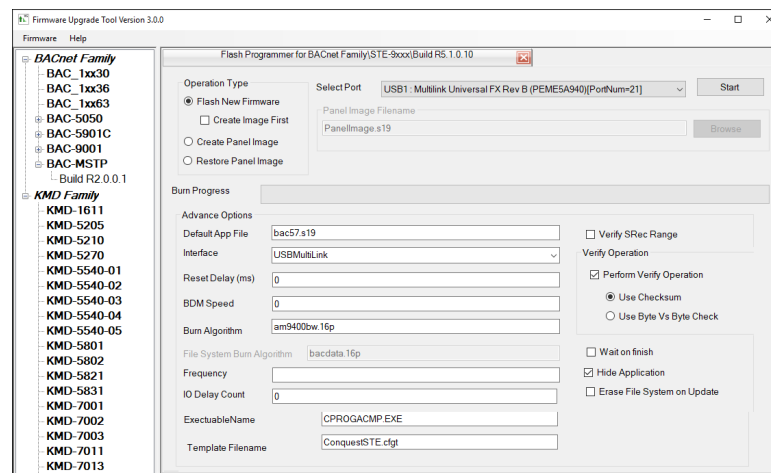 Firmware Upgrade Tool Version 3.0.0
Firmware Help
BACnet Family
BAC_1xx30
BAC_1xx36
BAC_1xx63
BAC-5050
BAC-5901C
BAC-9001
BAC-MSTP
Build R2.0.0.1
KMD Family
KMD-1611
KMD-5205
KMD-5210
KMD-5270
KMD-5540-01
KMD-5540-02
KMD-5540-03
KMD-5540-04
KMD-5540-05
KMD-5801
KMD-5802
KMD-5821
KMD-5831
KMD-7001
KMD-7002
KMD-7003
KMD-7011
KMD-7013
Flash Programmer for BACnet Family\STE-9xxx\Build R5.1.0.10
Operation Type
Flash New Firmware
Create Image First
Create Panel Image
Restore Panel Image
Select Port USB1 : Multilink Universal FX Rev B (PEME5A940)[PortNum=21] Start
Panel Image Filename
PanelImage.s19 Browse
Burn Progress
Advance Options
Default App File bac57.s19
Interface USBMultiLink
Reset Delay (ms) 0
BDM Speed 0
Burn Algorithm am9400bw.16p
File System Burn Algorithm bacdata.16p
Frequency
IO Delay Count 0
ExectuableName CPROGACMP.EXE
Template Filename ConquestSTE.cfgt
Verify SRec Range
Verify Operation
Perform Verify Operation
Use Checksum
Use Byte Vs Byte Check
Wait on finish
Hide Application
Erase File System on Update